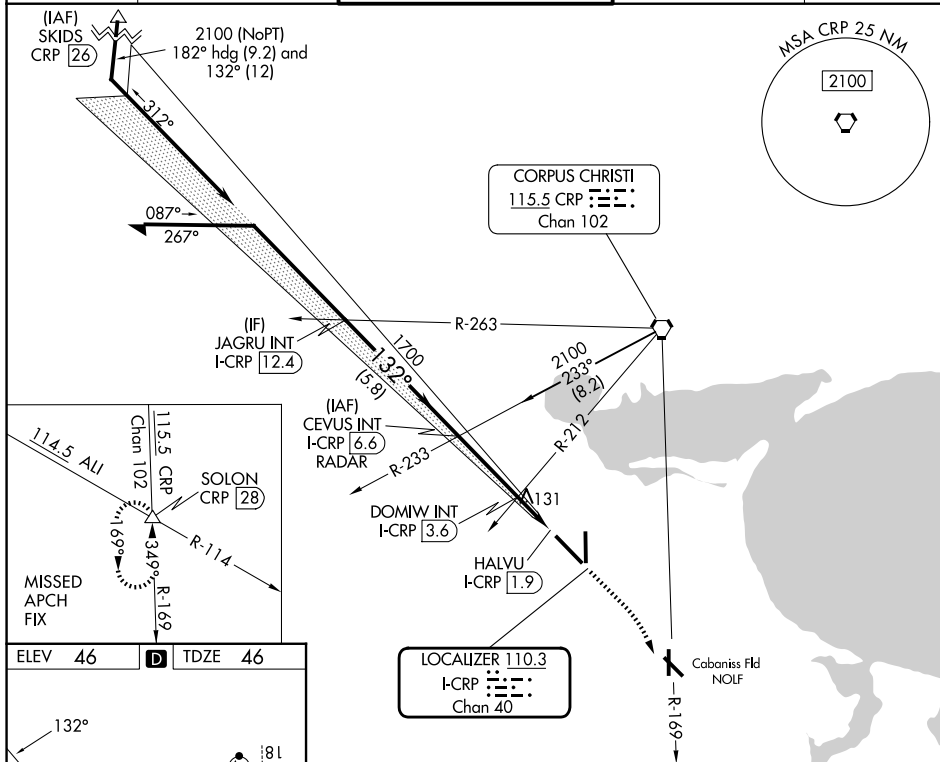 (IAF)
SKIDS
CRP 26
2100 (NoPT)
182° hdg (9.2) and
132° (12)
312°
087°
267°
MSA CRP 25 NM
2100
CORPUS CHRISTI
115.5 CRP
Chan 102
(IF)
JAGRU INT
I-CRP 12.4
R-263
1700
132°
(5.8)
2100
233°
(8.2)
R-212
(IAF)
CEVUS INT
I-CRP 6.6
RADAR
R-233
DOMIW INT
I-CRP 3.6
131
HALVU
I-CRP 1.9
114.5 ALI
115.5 CRP
Chan 102
SOLON
CRP 28
R-114
169°
349°
R-169
MISSED
APCH
FIX
LOCALIZER 110.3
I-CRP
Chan 40
Cabaniss Fld
NOLF
R-169
ELEV 46
D
TDZE 46
132°
18